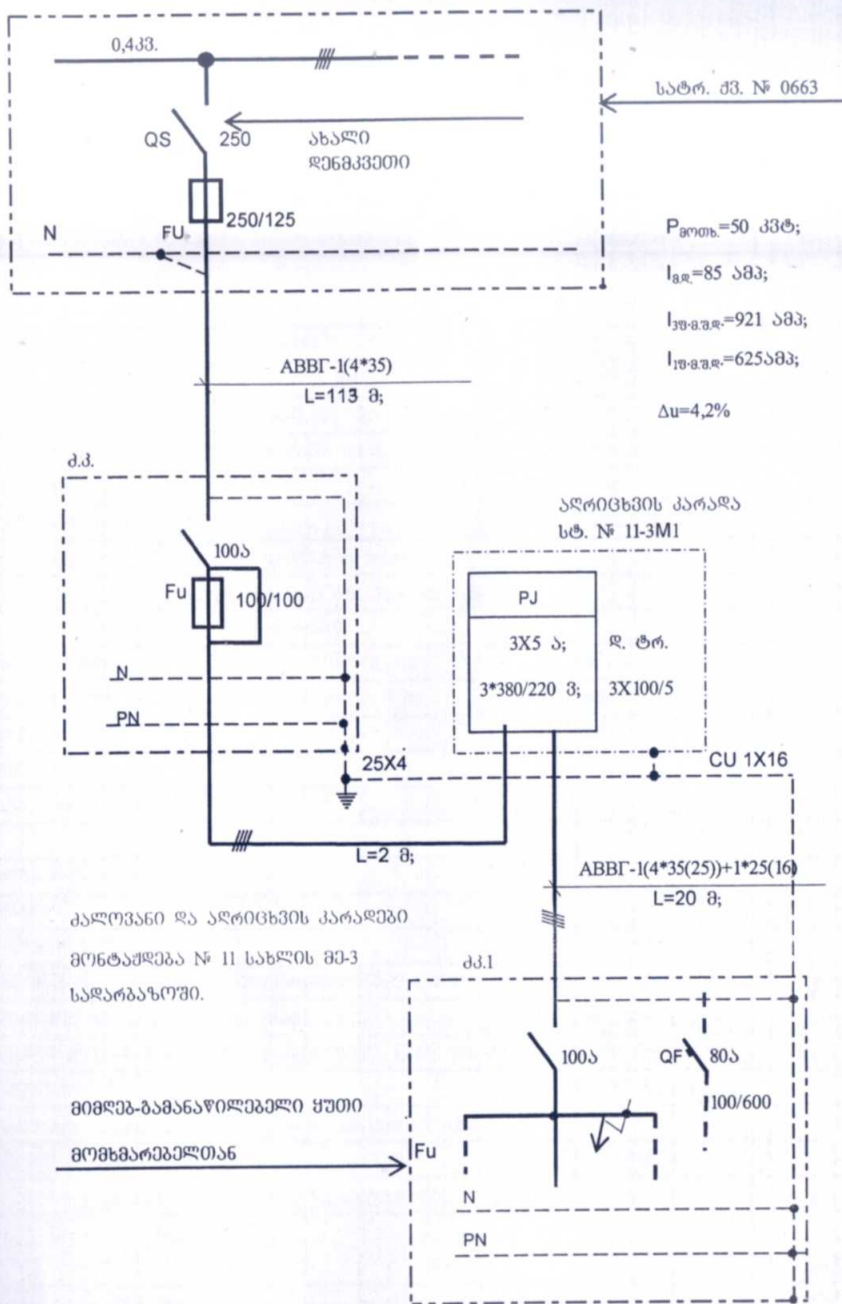 0,4კვ.
სატრ. ქვ. № 0663
QS
250
ახალი
დენმკვეთი
250/125
N
FU
Pმოთხ.=50 კვტ;
Iმ.დ.=85 ამპ;
I3ფ.მ.შ.დ.=921 ამპ;
I1ფ.მ.შ.დ.=625ამპ;
Δu=4,2%
АВВГ-1(4*35)
L=113 მ;
ძ.კ.
აღრიცხვის კარადა
სტ. № 11-3M1
100ა
Fu
100/100
PJ
3X5 ა;
დ. ტრ.
3*380/220 ვ;
3X100/5
N
PN
25X4
CU 1X16
L=2 მ;
АВВГ-1(4*35(25))+1*25(16)
L=20 მ;
ძალოვანი და აღრიცხვის კარადები
მონტაჟდება № 11 სახლის მე-3
სადარბაზოში.
ძკ.1
100ა
QF
80ა
100/600
მიმღებ-გამანაწილებელი ყუთი
მომხმარებელთან
Fu
N
PN